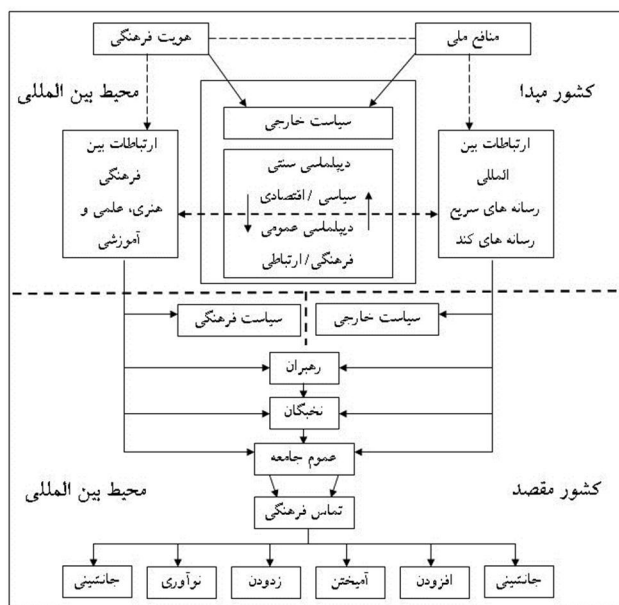 منافع ملی
هویت فرهنگی
کشور مبدا
محیط بین المللی
سیاست خارجی
ارتباطات بین
المللی
رسانه های سریع
رسانه های کند
دیپلماسی سنتی
سیاسی / اقتصادی
دیپلماسی عمومی
فرهنگی/ ارتباطی
ارتباطات بین
فرهنگی
هنری، علمی و
آموزشی
سیاست خارجی
سیاست فرهنگی
رهبران
نخبگان
عموم جامعه
کشور مقصد
محیط بین المللی
تماس فرهنگی
جانشینی
افزودن
آمیختن
زدودن
نوآوری
جانشینی